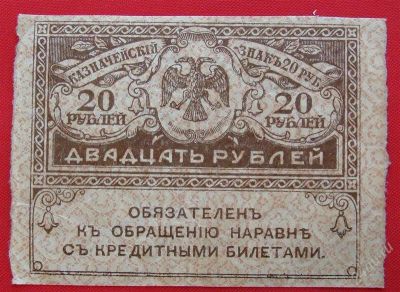 КАЗНАЧЕЙСКІЙ ЗНАКЪ 20 РУБ.
20 РУБЛЕЙ
20 РУБЛЕЙ
ДВАДЦАТЬ РУБЛЕЙ
ОБЯЗАТЕЛЕНЪ
КЪ ОБРАЩЕНІЮ НАРАВНѢ
СЪ КРЕДИТНЫМИ БИЛЕТАМИ.